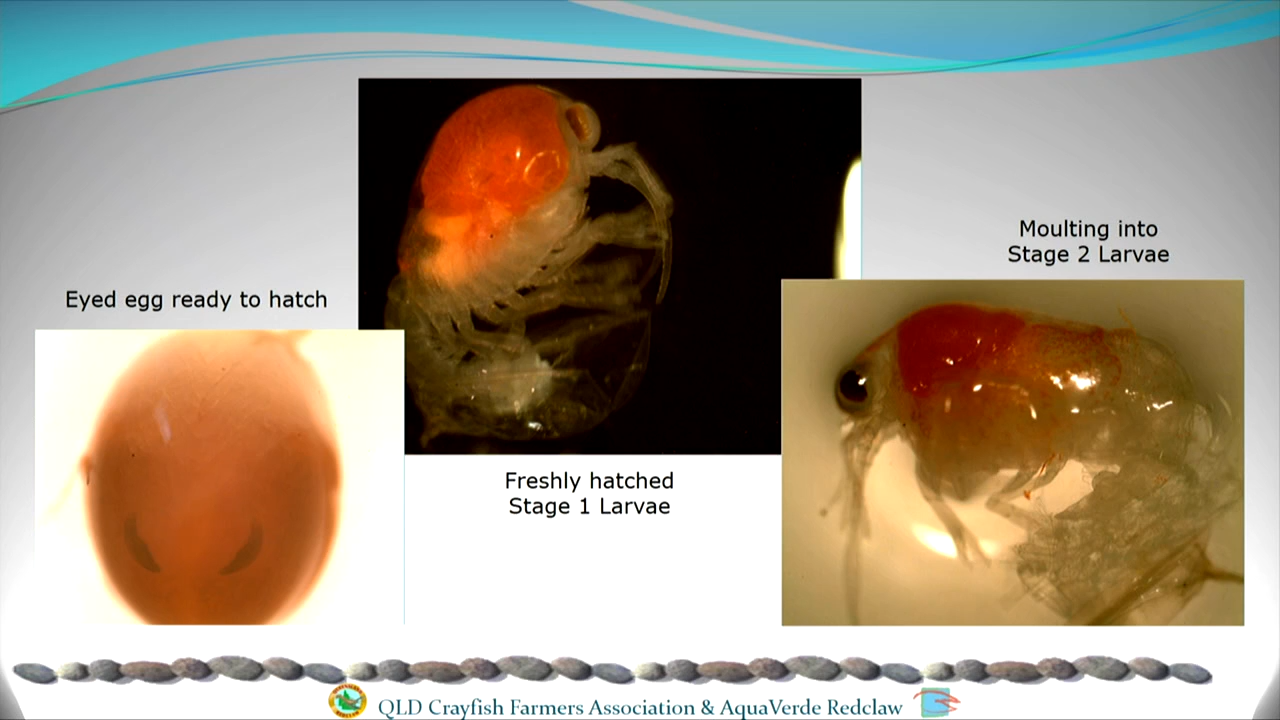 Eyed egg ready to hatch
Freshly hatched
Stage 1 Larvae
Moulting into
Stage 2 Larvae
QLD Crayfish Farmers Association & AquaVerde Redclaw